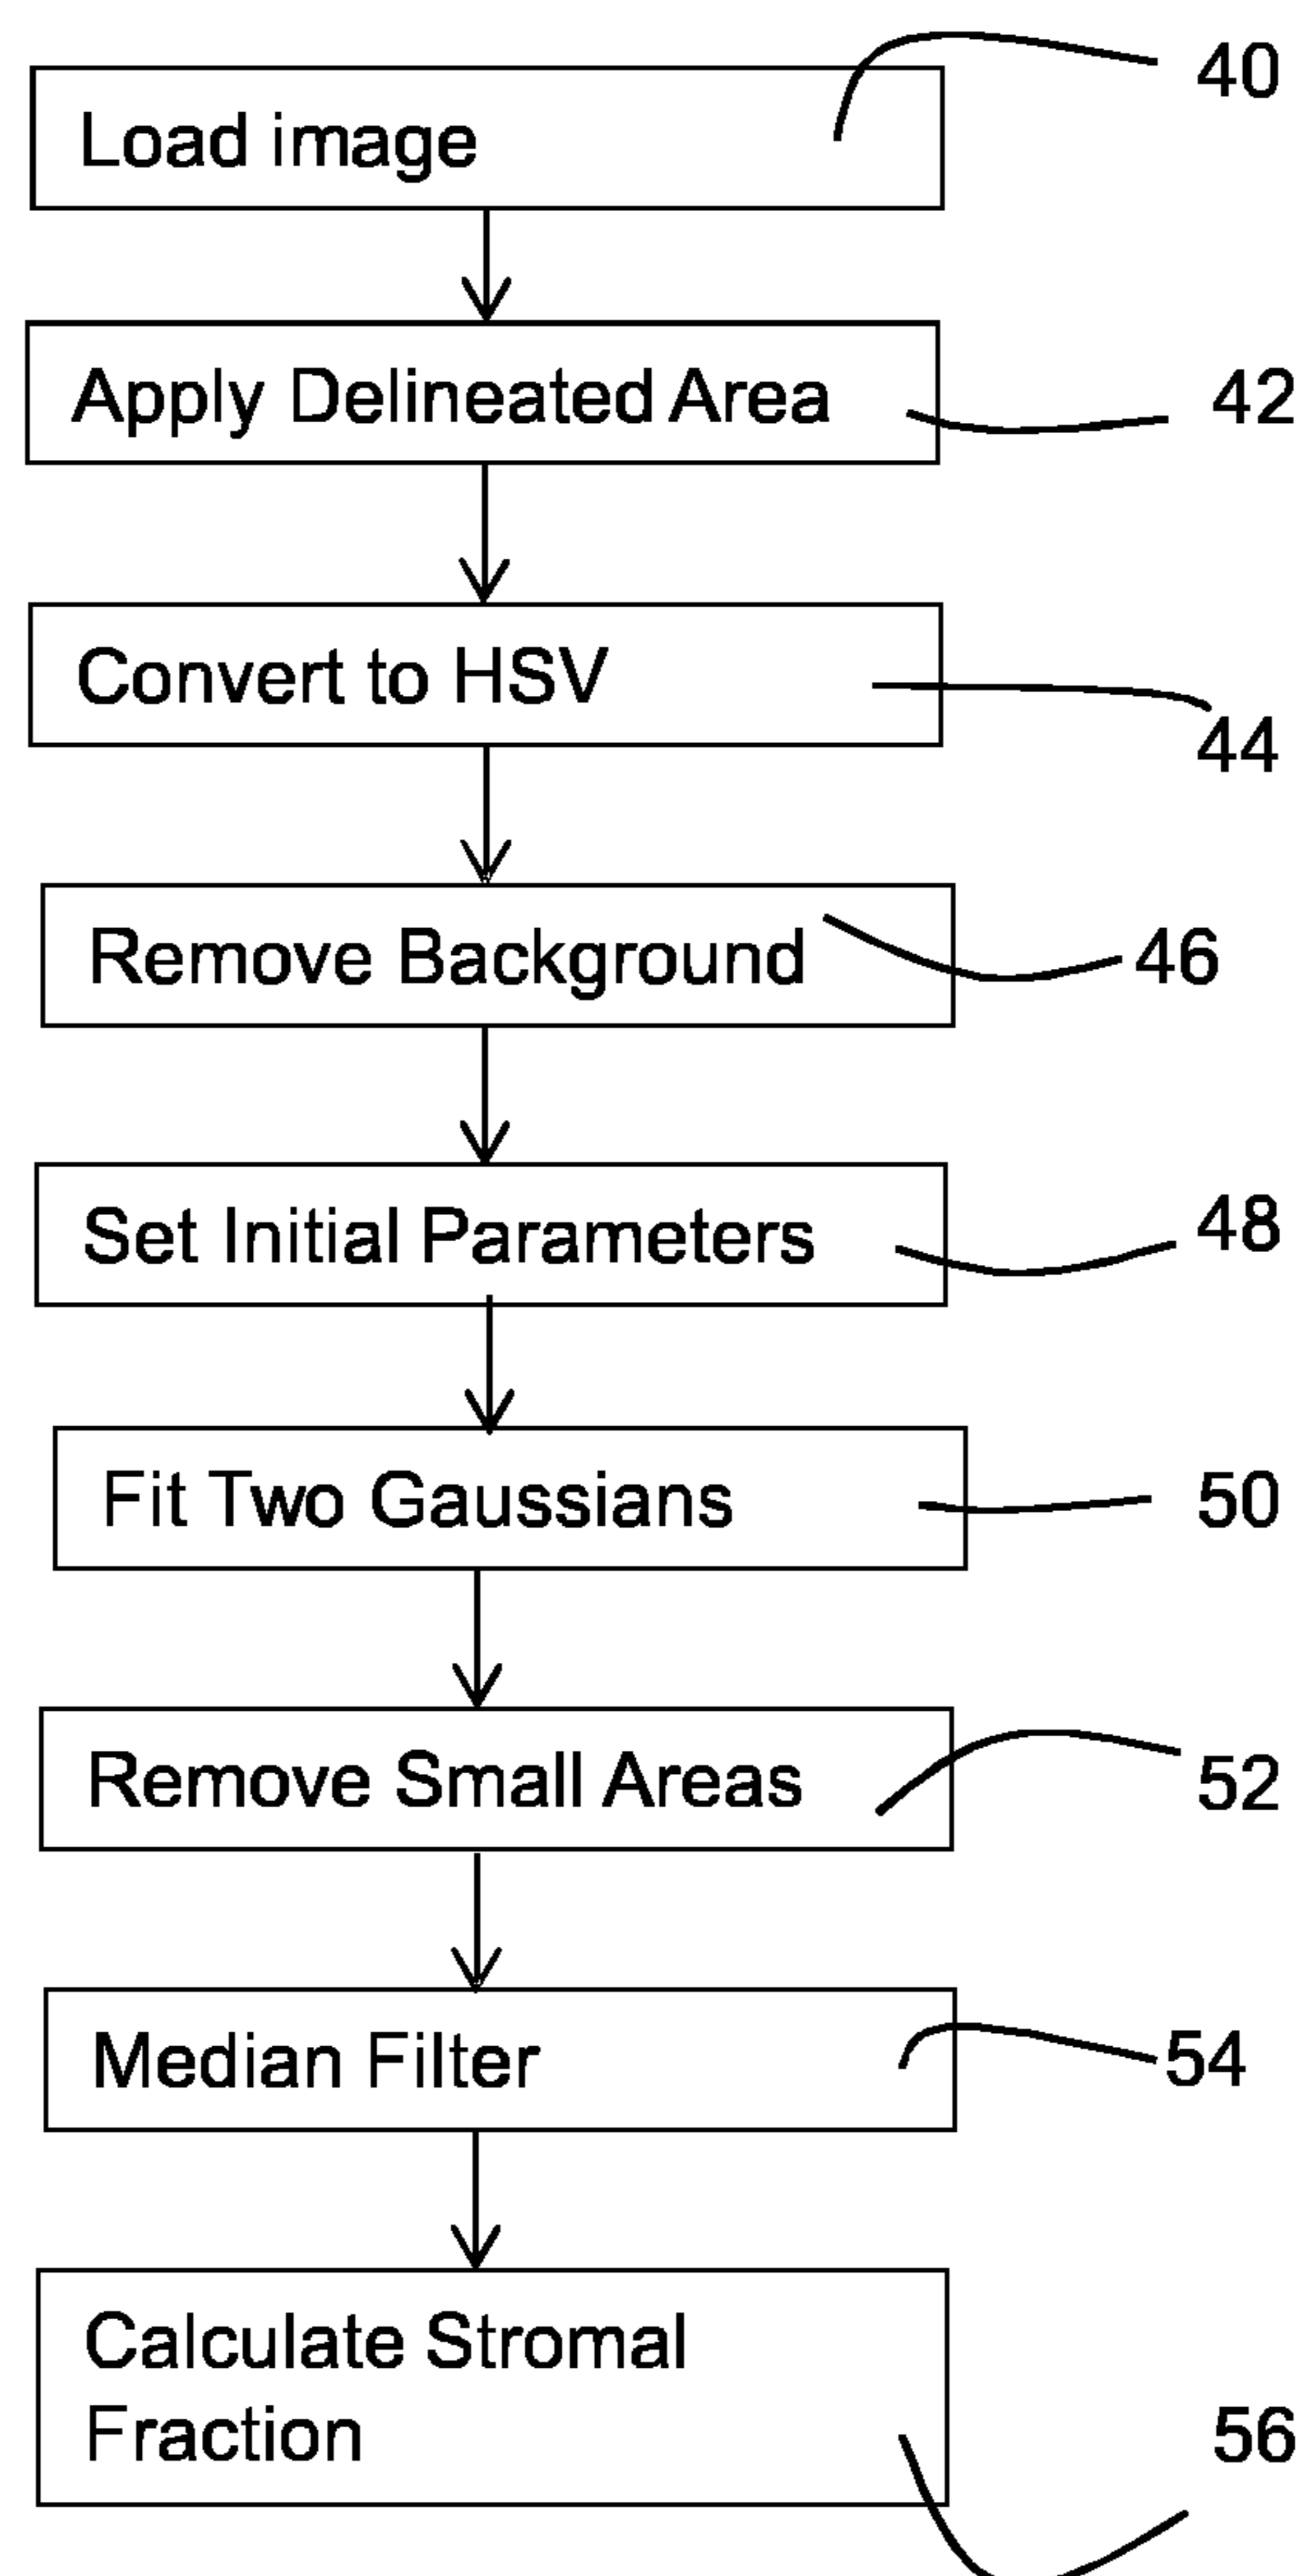 Load image
40
Apply Delineated Area
42
Convert to HSV
44
Remove Background
46
Set Initial Parameters
48
Fit Two Gaussians
50
Remove Small Areas
52
Median Filter
54
Calculate Stromal
Fraction
56